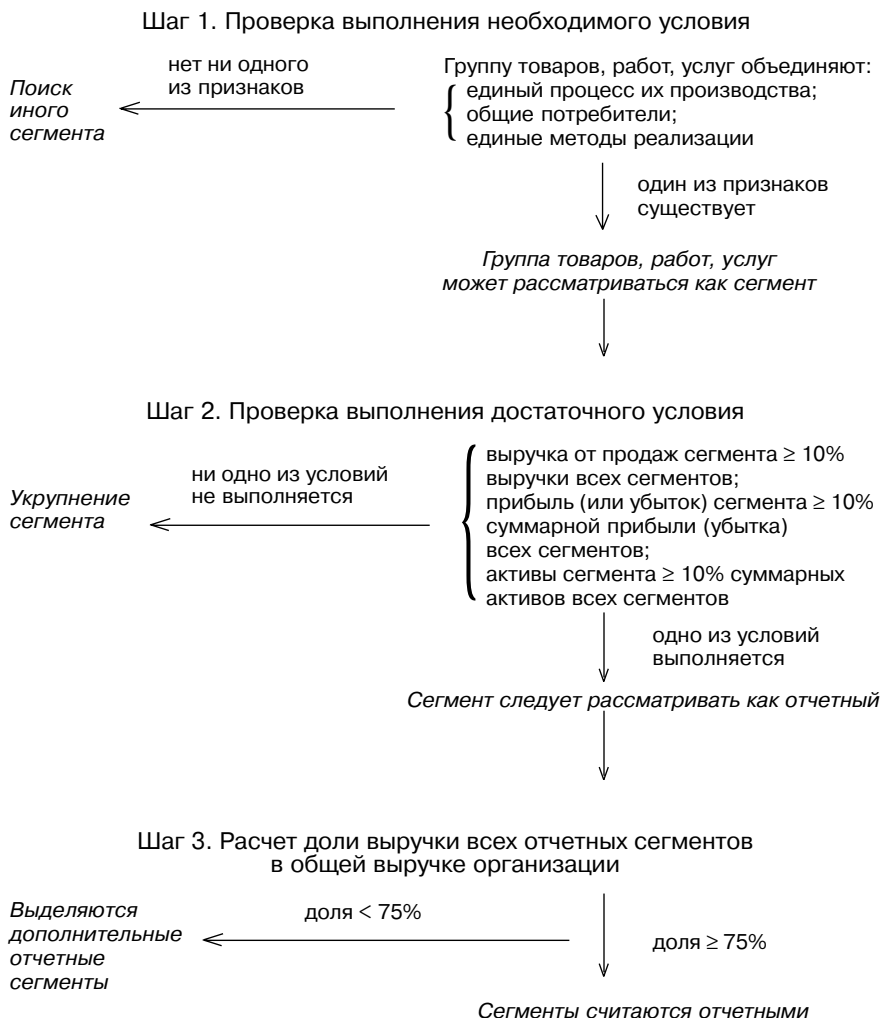 Шаг 1. Проверка выполнения необходимого условия
нет ни одного
из признаков
Поиск
иного
сегмента
Группу товаров, работ, услуг объединяют:
единый процесс их производства;
общие потребители;
единые методы реализации
один из признаков
существует
Группа товаров, работ, услуг
может рассматриваться как сегмент
Шаг 2. Проверка выполнения достаточного условия
ни одно из условий
не выполняется
Укрупнение
сегмента
выручка от продаж сегмента ≥ 10%
выручки всех сегментов;
прибыль (или убыток) сегмента ≥ 10%
суммарной прибыли (убытка)
всех сегментов;
активы сегмента ≥ 10% суммарных
активов всех сегментов
одно из условий
выполняется
Сегмент следует рассматривать как отчетный
Шаг 3. Расчет доли выручки всех отчетных сегментов
в общей выручке организации
Выделяются
дополнительные
отчетные
сегменты
доля < 75%
доля ≥ 75%
Сегменты считаются отчетными